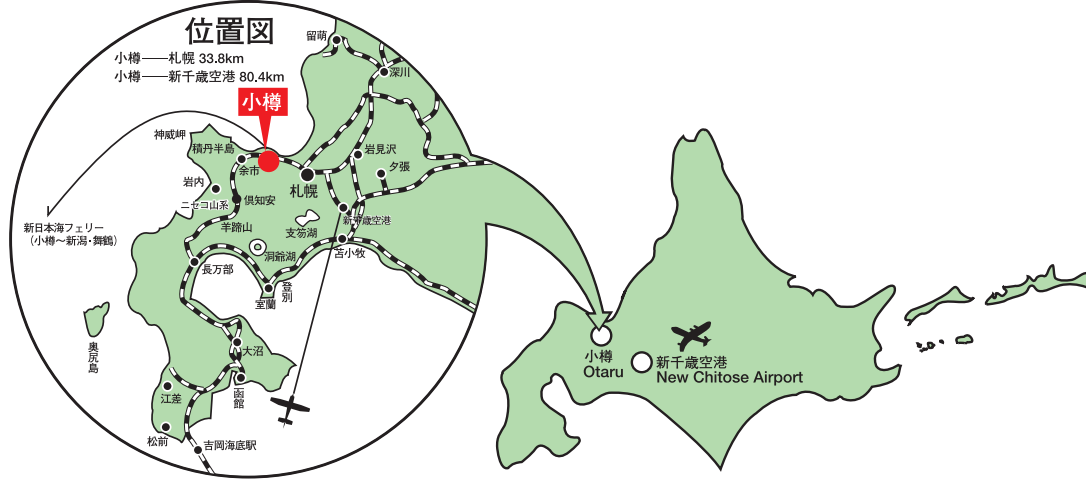 位置図
小樽——札幌 33.8km
小樽——新千歳空港 80.4km
小樽
留萌
深川
神威岬
積丹半島
余市
岩見沢
夕張
札幌
岩内
ニセコ山系
倶知安
新日本海フェリー
(小樽〜新潟・舞鶴)
羊蹄山
支笏湖
新千歳空港
洞爺湖
苫小牧
長万部
登別
室蘭
奥尻島
大沼
函館
江差
松前
吉岡海底駅
小樽
Otaru
新千歳空港
New Chitose Airport